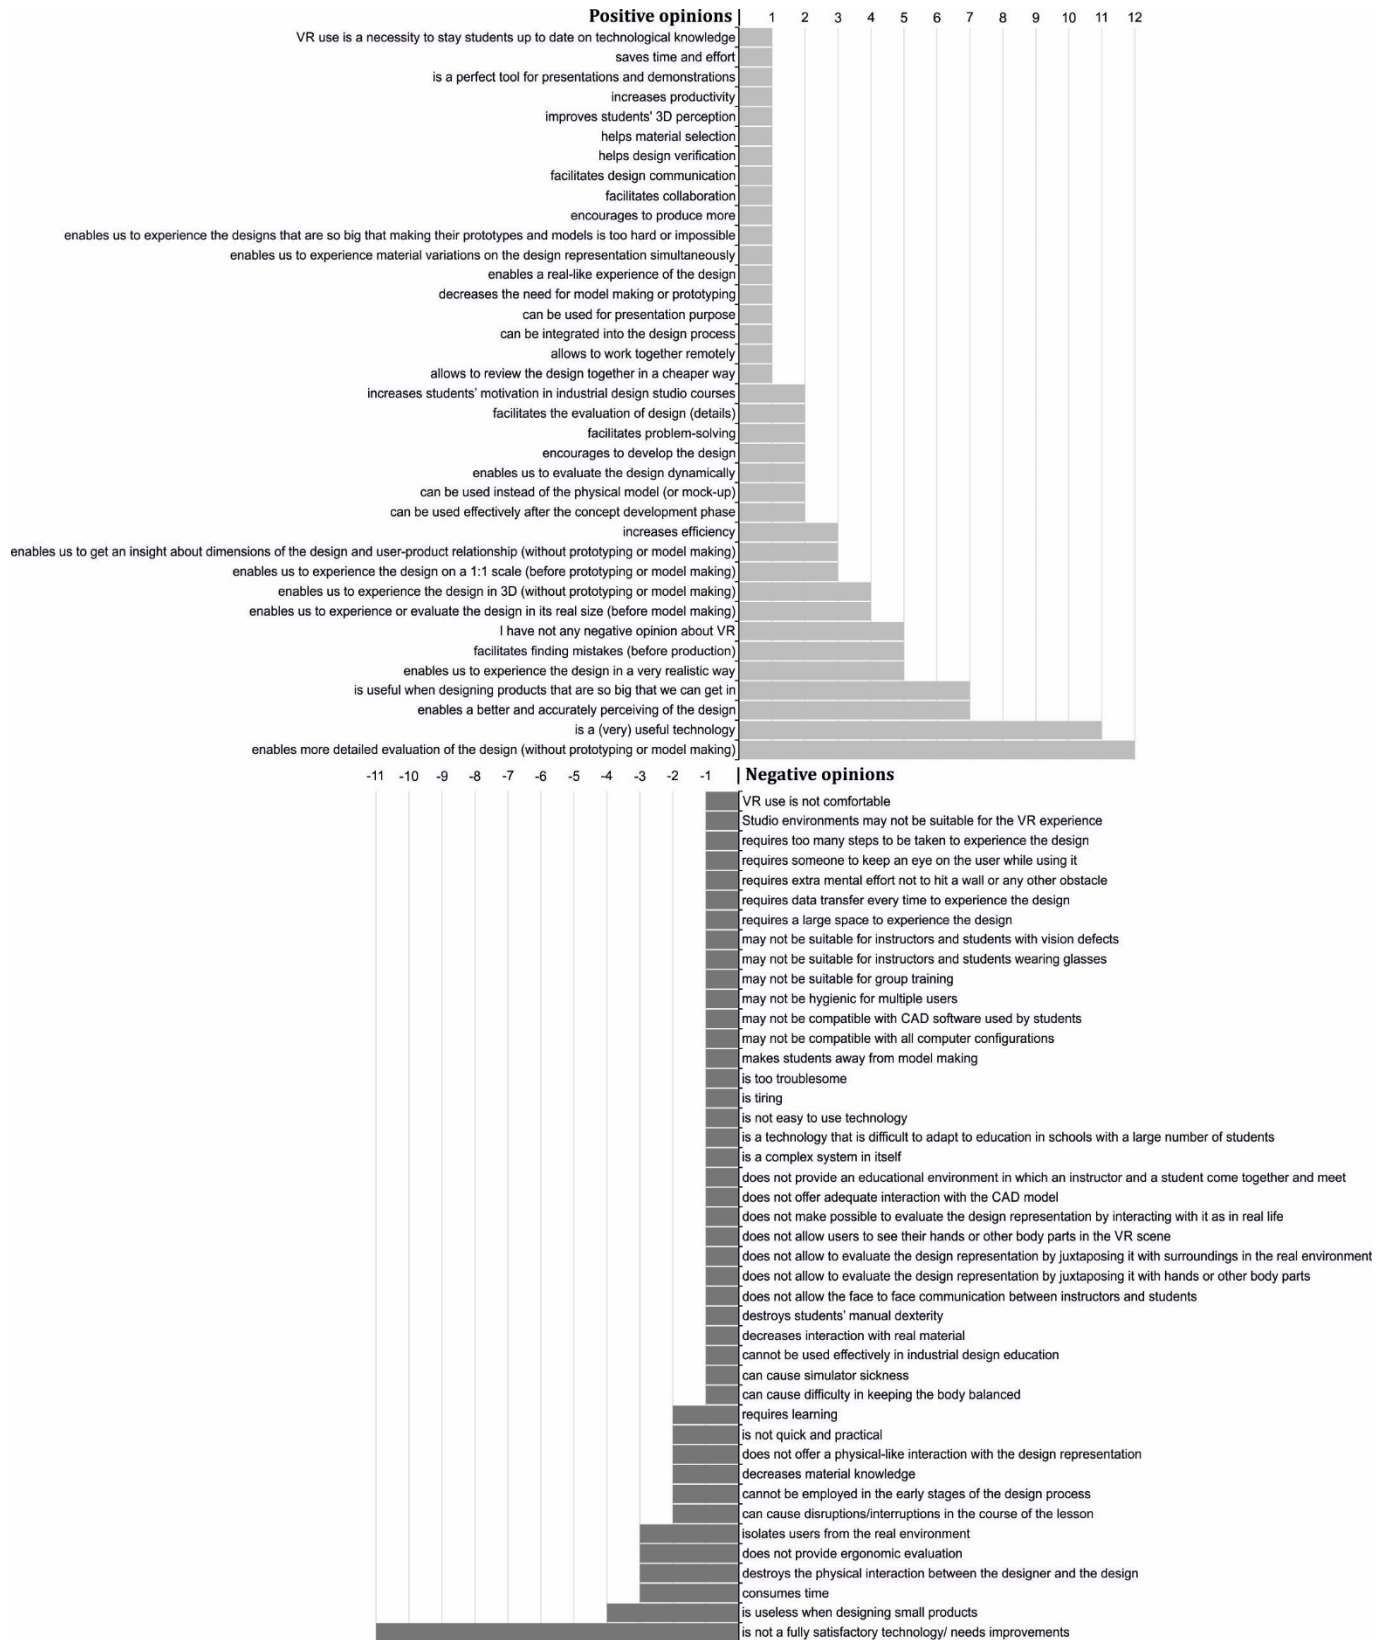 Positive opinions | 1 2 3 4 5 6 7 8 9 10 11 12
VR use is a necessity to stay students up to date on technological knowledge
saves time and effort
is a perfect tool for presentations and demonstrations
increases productivity
improves students' 3D perception
helps material selection
helps design verification
facilitates design communication
facilitates collaboration
encourages to produce more
enables us to experience the designs that are so big that making their prototypes and models is too hard or impossible
enables us to experience material variations on the design representation simultaneously
enables a real-like experience of the design
decreases the need for model making or prototyping
can be used for presentation purpose
can be integrated into the design process
allows to work together remotely
allows to review the design together in a cheaper way
increases students' motivation in industrial design studio courses
facilitates the evaluation of design (details)
facilitates problem-solving
encourages to develop the design
enables us to evaluate the design dynamically
can be used instead of the physical model (or mock-up)
can be used effectively after the concept development phase
increases efficiency
enables us to get an insight about dimensions of the design and user-product relationship (without prototyping or model making)
enables us to experience the design on a 1:1 scale (before prototyping or model making)
enables us to experience the design in 3D (without prototyping or model making)
enables us to experience or evaluate the design in its real size (before model making)
I have not any negative opinion about VR
facilitates finding mistakes (before production)
enables us to experience the design in a very realistic way
is useful when designing products that are so big that we can get in
enables a better and accurately perceiving of the design
is a (very) useful technology
enables more detailed evaluation of the design (without prototyping or model making)
-11 -10 -9 -8 -7 -6 -5 -4 -3 -2 -1 | Negative opinions
VR use is not comfortable
Studio environments may not be suitable for the VR experience
requires too many steps to be taken to experience the design
requires someone to keep an eye on the user while using it
requires extra mental effort not to hit a wall or any other obstacle
requires data transfer every time to experience the design
requires a large space to experience the design
may not be suitable for instructors and students with vision defects
may not be suitable for instructors and students wearing glasses
may not be suitable for group training
may not be hygienic for multiple users
may not be compatible with CAD software used by students
may not be compatible with all computer configurations
makes students away from model making
is too troublesome
is tiring
is not easy to use technology
is a technology that is difficult to adapt to education in schools with a large number of students
is a complex system in itself
does not provide an educational environment in which an instructor and a student come together and meet
does not offer adequate interaction with the CAD model
does not make possible to evaluate the design representation by interacting with it as in real life
does not allow users to see their hands or other body parts in the VR scene
does not allow to evaluate the design representation by juxtaposing it with surroundings in the real environment
does not allow to evaluate the design representation by juxtaposing it with hands or other body parts
does not allow the face to face communication between instructors and students
destroys students' manual dexterity
decreases interaction with real material
cannot be used effectively in industrial design education
can cause simulator sickness
can cause difficulty in keeping the body balanced
requires learning
is not quick and practical
does not offer a physical-like interaction with the design representation
decreases material knowledge
cannot be employed in the early stages of the design process
can cause disruptions/interruptions in the course of the lesson
isolates users from the real environment
does not provide ergonomic evaluation
destroys the physical interaction between the designer and the design
consumes time
is useless when designing small products
is not a fully satisfactory technology/ needs improvements